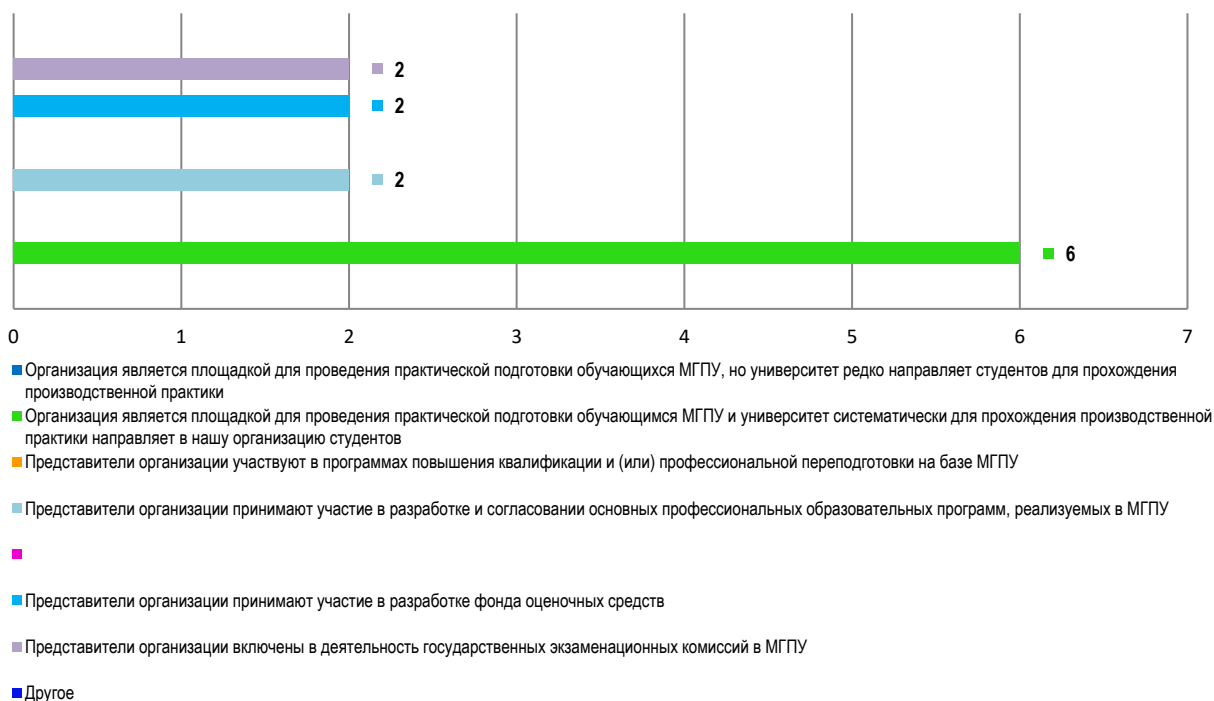 2
2
2
6
0 1 2 3 4 5 6 7
Организация является площадкой для проведения практической подготовки обучающихся МГПУ, но университет редко направляет студентов для прохождения
производственной практики
Организация является площадкой для проведения практической подготовки обучающимся МГПУ и университет систематически для прохождения производственной
практики направляет в нашу организацию студентов
Представители организации участвуют в программах повышения квалификации и (или) профессиональной переподготовки на базе МГПУ
Представители организации принимают участие в разработке и согласовании основных профессиональных образовательных программ, реализуемых в МГПУ
Представители организации принимают участие в разработке фонда оценочных средств
Представители организации включены в деятельность государственных экзаменационных комиссий в МГПУ
Другое